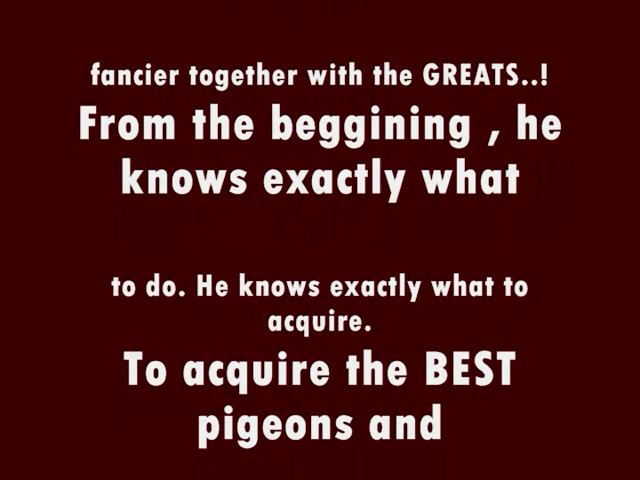 fancier together with the GREATS..!
From the beggining , he
knows exactly what
to do. He knows exactly what to
acquire.
To acquire the BEST
pigeons and